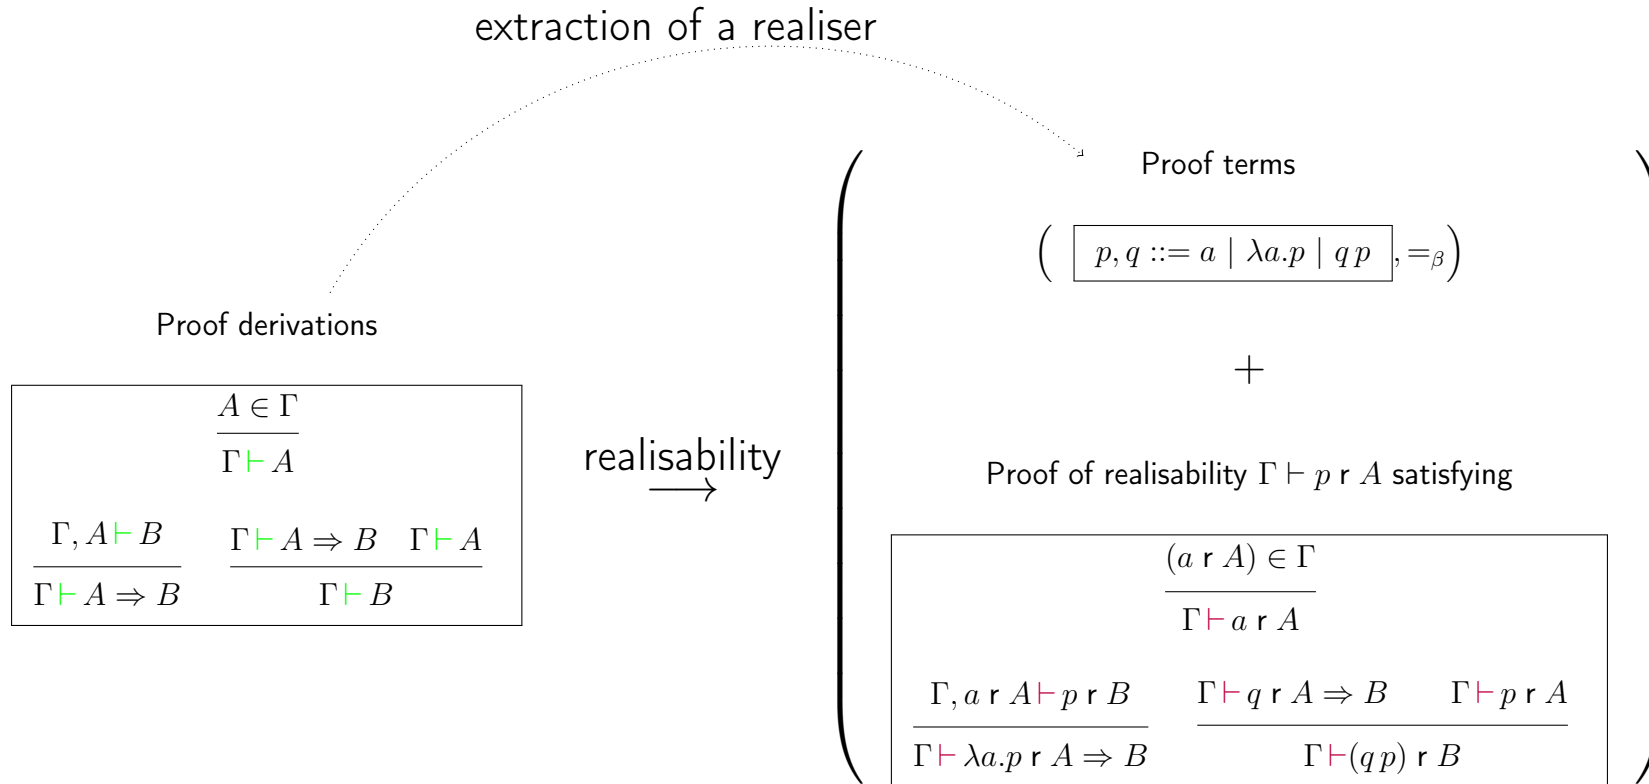 extraction of a realiser
Proof terms
( p, q ::= a | λa.p | q p , =β )
Proof derivations
+
A ∈ Γ
Γ ⊢ A
realisability
⟶
Proof of realisability Γ ⊢ p r A satisfying
Γ, A ⊢ B    Γ ⊢ A ⇒ B    Γ ⊢ A
Γ ⊢ A ⇒ B    Γ ⊢ B
(a r A) ∈ Γ
Γ ⊢ a r A
Γ, a r A ⊢ p r B    Γ ⊢ q r A ⇒ B    Γ ⊢ p r A
Γ ⊢ λa.p r A ⇒ B    Γ ⊢ (q p) r B